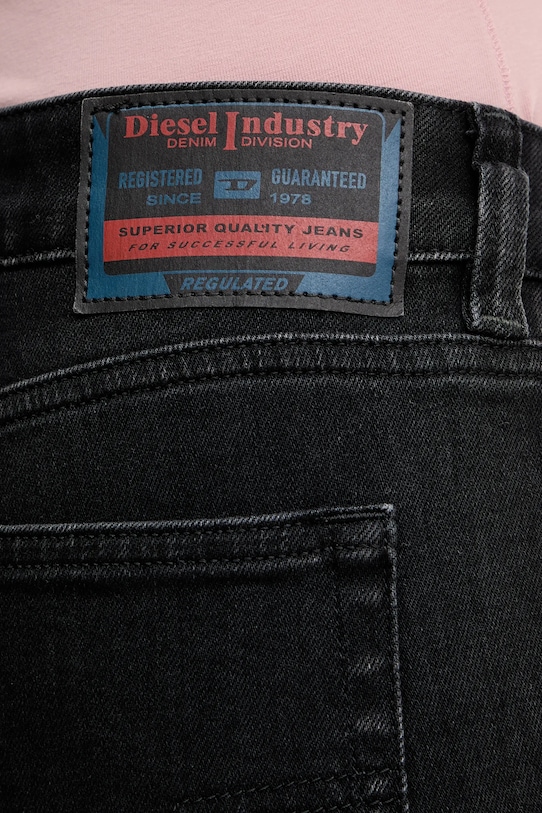 Diesel Industry
DENIM DIVISION
REGISTERED D GUARANTEED
SINCE 1978
SUPERIOR QUALITY JEANS
FOR SUCCESSFUL LIVING
REGULATED